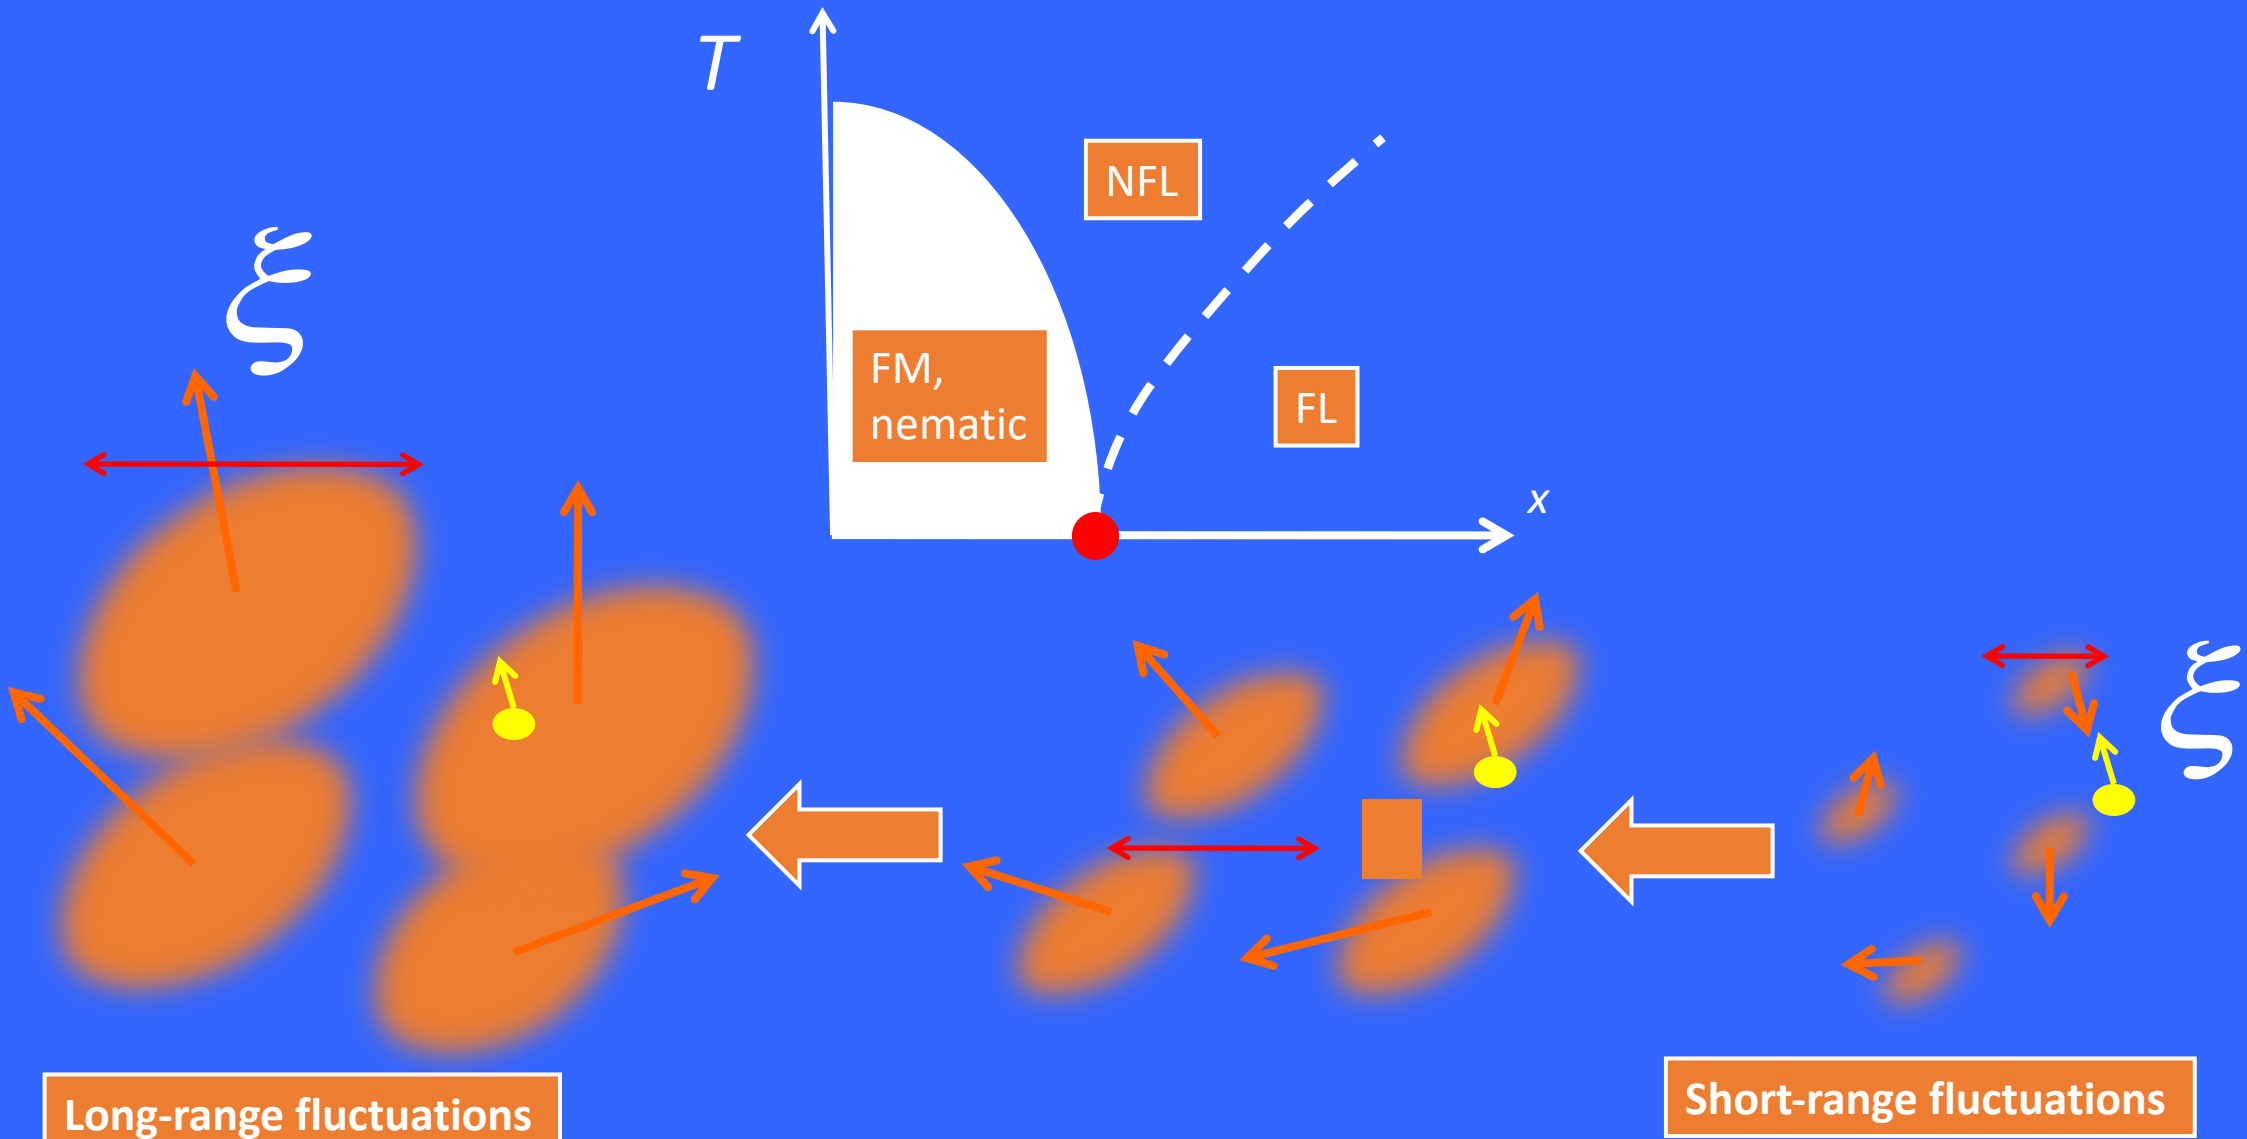 T
NFL
ξ
FM,
nematic
FL
x
ξ
Long-range fluctuations
Short-range fluctuations